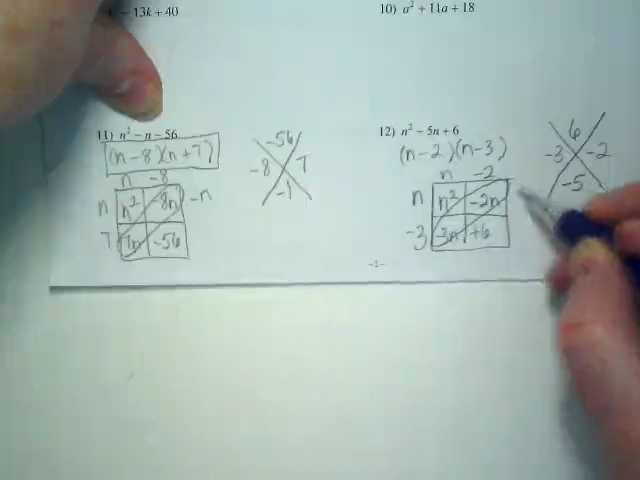 - 13k + 40
10) a² + 11a + 18
11) n² - n - 56
(n - 8)(n + 7)
n -8
n n² -8n -n
7 7n -56
-56
-8 7
-1
12) n² - 5n + 6
(n - 2)(n - 3)
n -2
n n² -2n
-3 -3n +6
6
-3 -2
-5
-1-